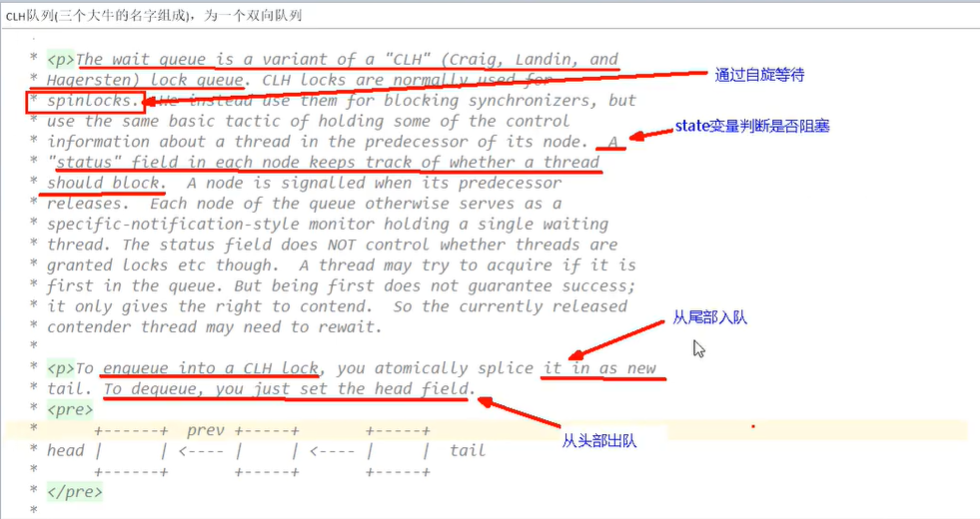 CLH队列(三个大牛的名字组成)，为一个双向队列
* <p>The wait queue is a variant of a "CLH" (Craig, Landin, and
* Hagersten) lock queue. CLH locks are normally used for
通过自旋等待
* spinlocks. We instead use them for blocking synchronizers, but
* use the same basic tactic of holding some of the control
state变量判断是否阻塞
* information about a thread in the predecessor of its node. A
* "status" field in each node keeps track of whether a thread
* should block. A node is signalled when its predecessor
* releases. Each node of the queue otherwise serves as a
* specific-notification-style monitor holding a single waiting
* thread. The status field does NOT control whether threads are
* granted locks etc though. A thread may try to acquire if it is
* first in the queue. But being first does not guarantee success;
* it only gives the right to contend. So the currently released
从尾部入队
* contender thread may need to rewait.
*
* <p>To enqueue into a CLH lock, you atomically splice it in as new
* tail. To dequeue, you just set the head field.
* <pre>
* +------+ prev +-----+ +-----+
从头部出队
* head | | <---- | | <---- | | tail
* +------+ +-----+ +-----+
* </pre>
*